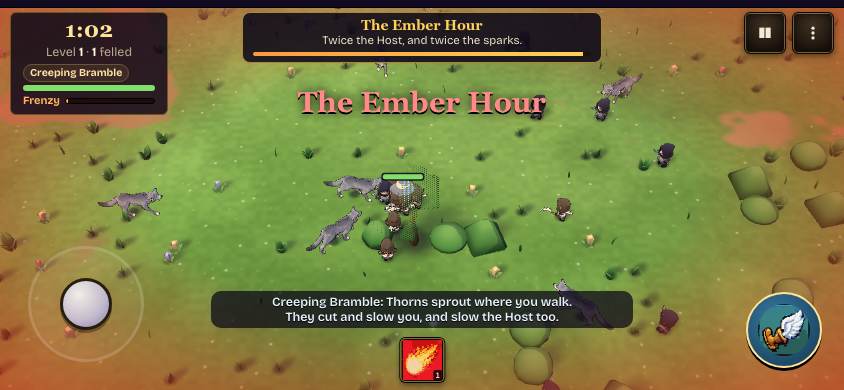 1:02
Level 1 · 1 felled
Creeping Bramble
Frenzy
The Ember Hour
Twice the Host, and twice the sparks.
The Ember Hour
Creeping Bramble: Thorns sprout where you walk.
They cut and slow you, and slow the Host too.
1